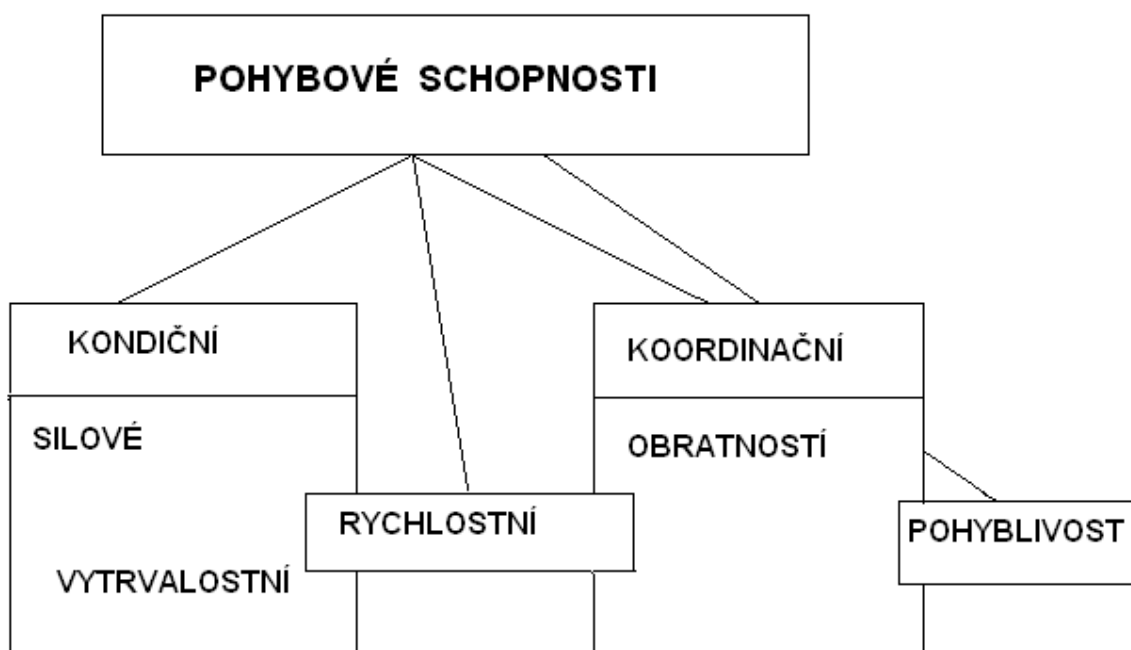 POHYBOVÉ SCHOPNOSTI
KONDIČNÍ
KOORDINAČNÍ
SILOVÉ
OBRATNOSTÍ
RYCHLOSTNÍ
POHYBLIVOST
VYTRVALOSTNÍ